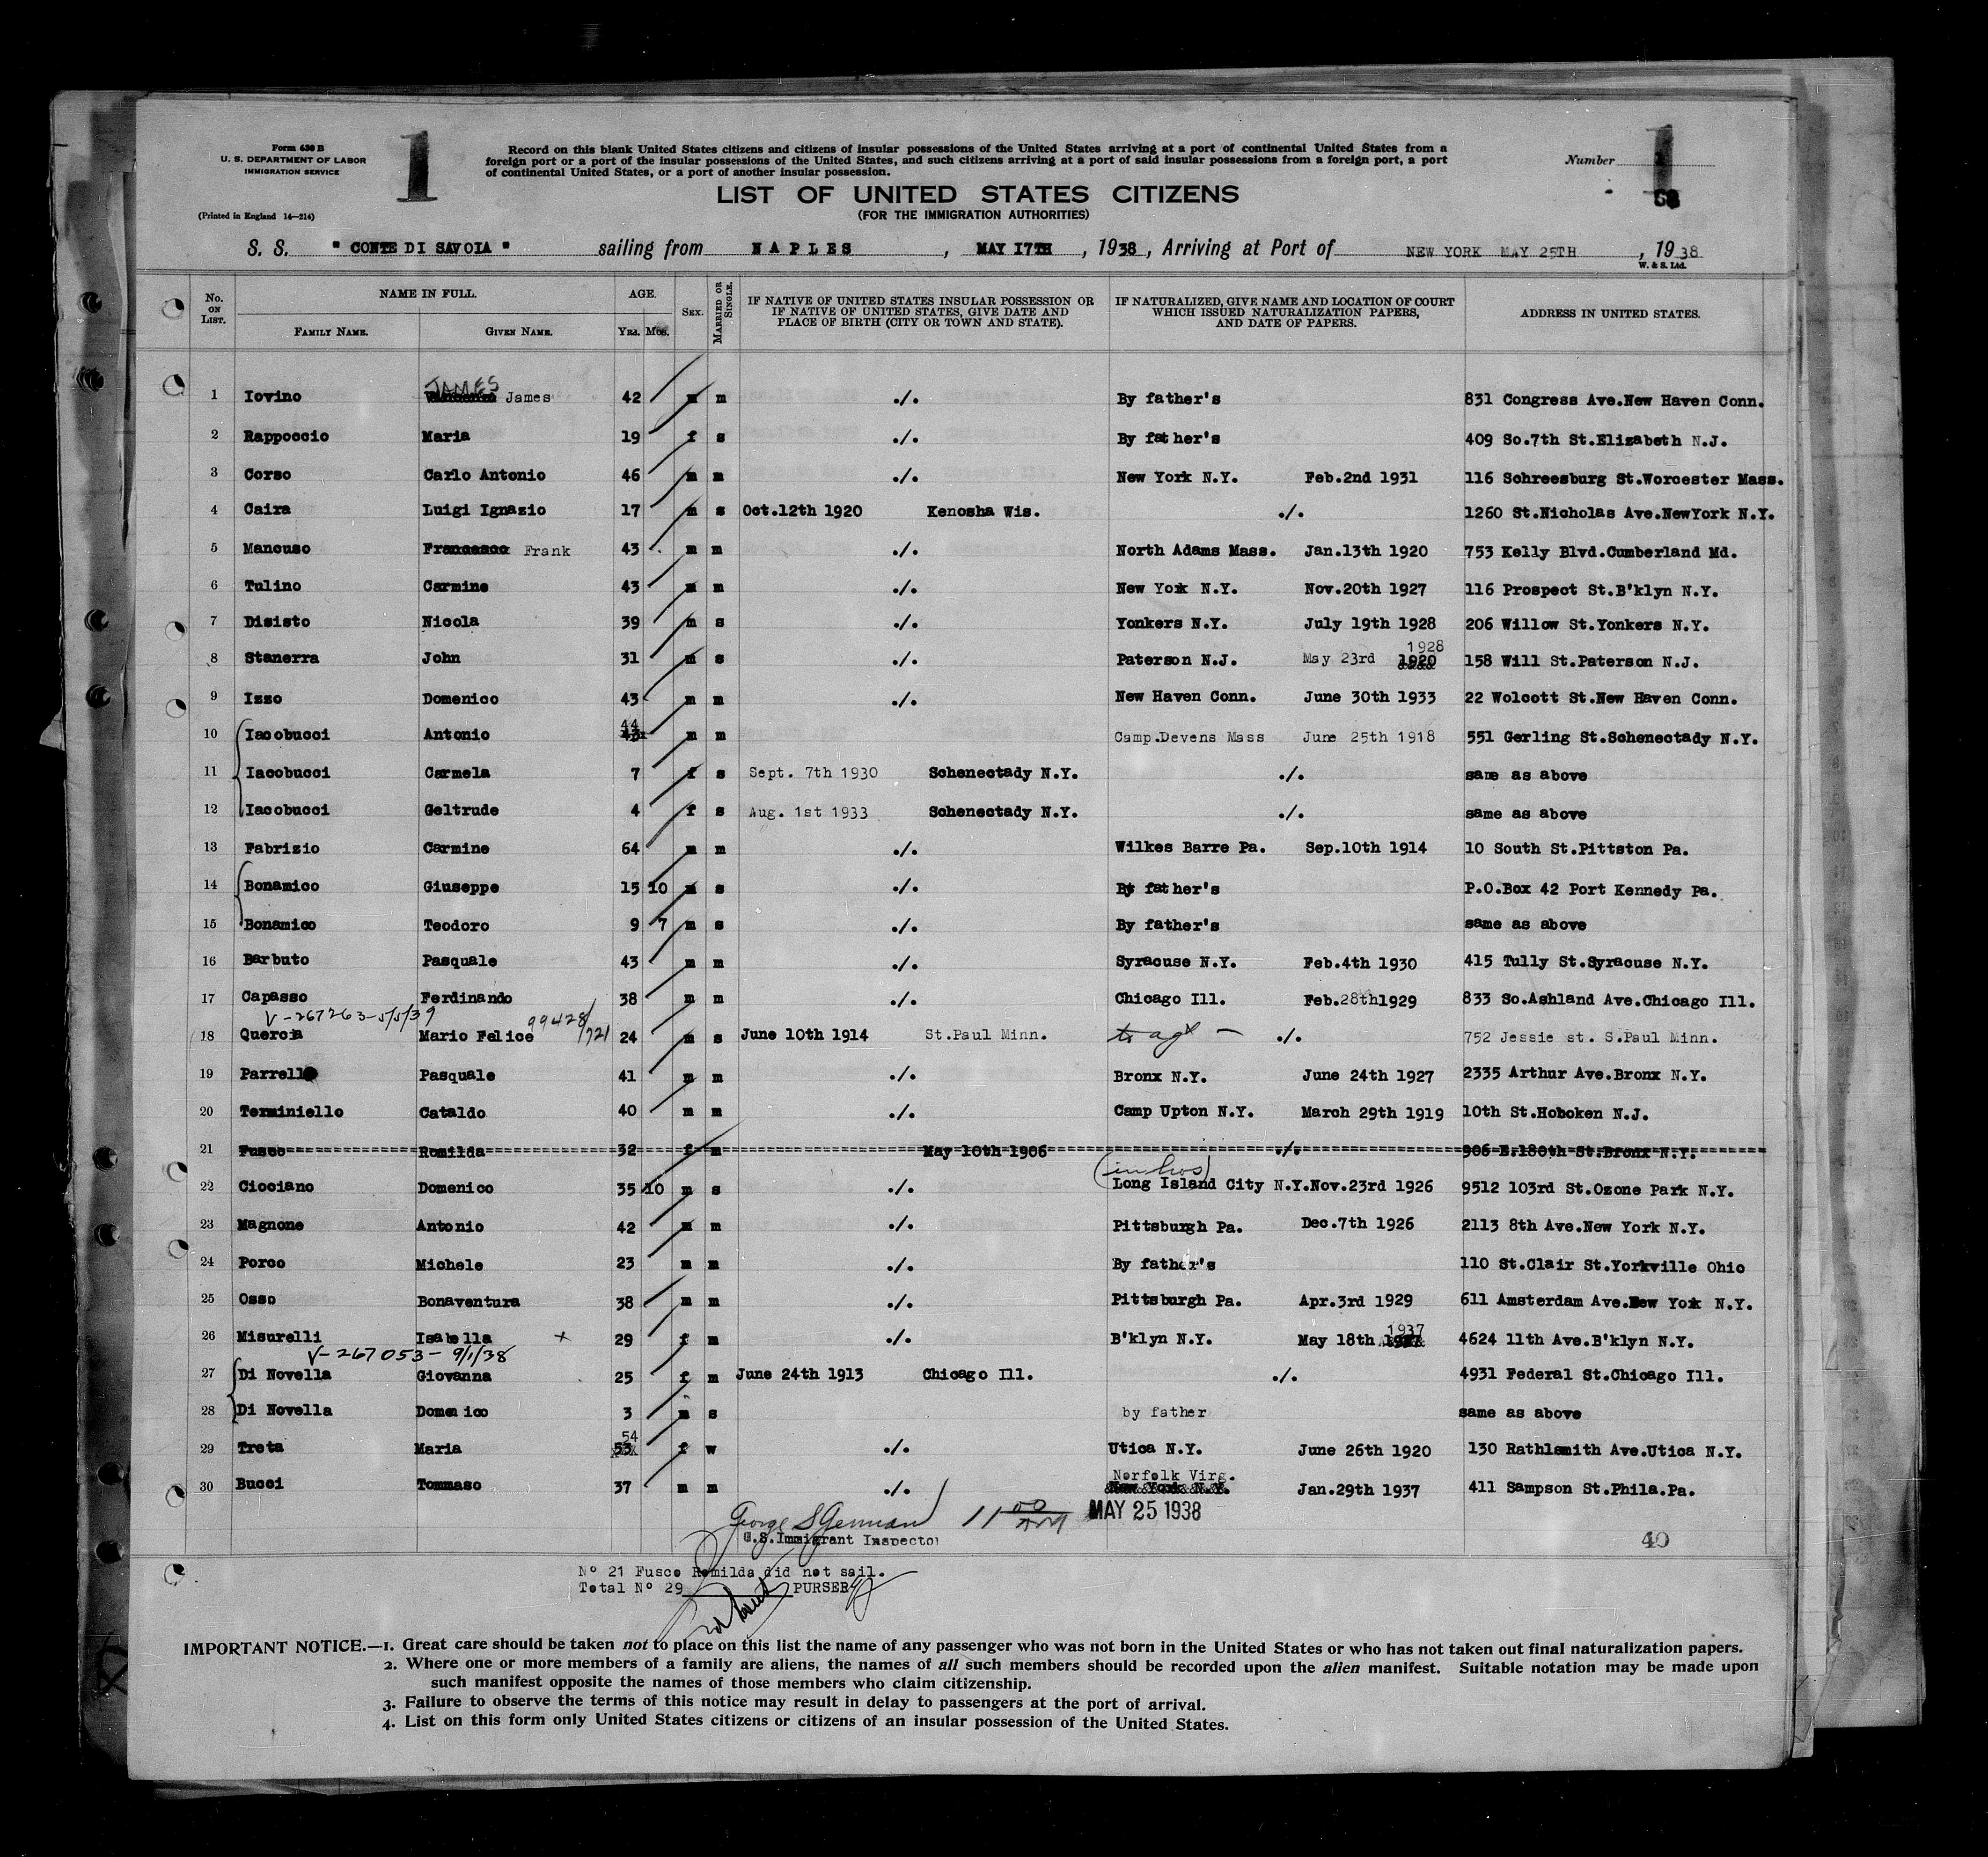 Form 630 B
U. S. DEPARTMENT OF LABOR
IMMIGRATION SERVICE
(Printed in England 14—214)
1
Record on this blank United States citizens and citizens of insular possessions of the United States arriving at a port of continental United States from a
foreign port or a port of the insular possessions of the United States, and such citizens arriving at a port of said insular possessions from a foreign port, a port
of continental United States, or a port of another insular possession.
Number 1
LIST OF UNITED STATES CITIZENS
(FOR THE IMMIGRATION AUTHORITIES)
S. S. " CONTE DI SAVOIA " sailing from NAPLES , MAY 17TH , 1938, Arriving at Port of NEW YORK MAY 25TH , 1938
W. & S. Ltd.
No. ON LIST. NAME IN FULL. FAMILY NAME. GIVEN NAME. AGE. YRS. MOS. SEX. MARRIED OR SINGLE. IF NATIVE OF UNITED STATES INSULAR POSSESSION OR IF NATIVE OF UNITED STATES, GIVE DATE AND PLACE OF BIRTH (CITY OR TOWN AND STATE). IF NATURALIZED, GIVE NAME AND LOCATION OF COURT WHICH ISSUED NATURALIZATION PAPERS, AND DATE OF PAPERS. ADDRESS IN UNITED STATES.
JAMES
1 Iovino James 42 m m ./. By father's 831 Congress Ave.New Haven Conn.
2 Rappoccio Maria 19 f s ./. By father's 409 So.7th St.Elizabeth N.J.
3 Corso Carlo Antonio 46 m m ./. New York N.Y. Feb.2nd 1931 116 Schreesburg St.Worcester Mass.
4 Caira Luigi Ignazio 17 m s Oct.12th 1920 Kenosha Wis. ./. 1260 St.Nicholas Ave.NewYork N.Y.
5 Mancuso Francesco Frank 43 m m ./. North Adams Mass. Jan.13th 1920 753 Kelly Blvd.Cumberland Md.
6 Tulino Carmine 43 m m ./. New York N.Y. Nov.20th 1927 116 Prospect St.B'klyn N.Y.
7 Disisto Nicola 39 m s ./. Yonkers N.Y. July 19th 1928 206 Willow St.Yonkers N.Y.
1928
8 Stanerra John 31 m s ./. Paterson N.J. May 23rd 1920 158 Will St.Paterson N.J.
9 Izzo Domenico 43 m m ./. New Haven Conn. June 30th 1933 22 Wolcott St.New Haven Conn.
44
10 Iacobucci Antonio 43 m m Camp.Devens Mass June 25th 1918 551 Gerling St.Schenectady N.Y.
11 Iacobucci Carmela 7 f s Sept. 7th 1930 Schenectady N.Y. ./. same as above
12 Iacobucci Geltrude 4 f s Aug. 1st 1933 Schenectady N.Y. ./. same as above
13 Fabrizio Carmine 64 m m ./. Wilkes Barre Pa. Sep.10th 1914 10 South St.Pittston Pa.
14 Bonamico Giuseppe 15 10 m s ./. By father's P.O.Box 42 Port Kennedy Pa.
15 Bonamico Teodoro 9 7 m s ./. By father's same as above
16 Barbuto Pasquale 43 m m ./. Syracuse N.Y. Feb.4th 1930 415 Tully St.Syracuse N.Y.
17 Capasso Ferdinando 38 m m ./. Chicago Ill. Feb.28th1929 833 So.Ashland Ave.Chicago Ill.
V-267263-5/5/39 99428/721
18 Quercia Mario Felice 24 m s June 10th 1914 St.Paul Minn. ./. 752 Jessie st. S.Paul Minn.
19 Parrella Pasquale 41 m m ./. Bronx N.Y. June 24th 1927 2335 Arthur Ave.Bronx N.Y.
20 Terminiello Cataldo 40 m m ./. Camp Upton N.Y. March 29th 1919 10th St.Hoboken N.J.
21 Fusco Romilda 32 f m May 10th 1906 ./. 906 E.180th St.Bronx N.Y.
22 Ciociano Domenico 35 10 m s ./. Long Island City N.Y.Nov.23rd 1926 9512 103rd St.Ozone Park N.Y.
23 Magnone Antonio 42 m m ./. Pittsburgh Pa. Dec.7th 1926 2113 8th Ave.New York N.Y.
24 Porco Michele 23 m m ./. By father's 110 St.Clair St.Yorkville Ohio
25 Osso Bonaventura 38 m m ./. Pittsburgh Pa. Apr.3rd 1929 611 Amsterdam Ave.New York N.Y.
1937
26 Misurelli Isabella x 29 f m ./. B'klyn N.Y. May 18th 4624 11th Ave.B'klyn N.Y.
V-267053-9/1/38
27 Di Novella Giovanna 25 f m June 24th 1913 Chicago Ill. ./. 4931 Federal St.Chicago Ill.
28 Di Novella Domenico 3 m s by father same as above
54
29 Treta Maria 53 f w ./. Utica N.Y. June 26th 1920 130 Rathlsmith Ave.Utica N.Y.
Norfolk Virg.
30 Bucci Tommaso 37 m m ./. New York N.Y. Jan.29th 1937 411 Sampson St.Phila.Pa.
11 00 AM MAY 25 1938
U.S.Immigrant Inspector
40
Nº 21 Fusco Romilda did not sail.
Total Nº 29 PURSER
IMPORTANT NOTICE.—1. Great care should be taken not to place on this list the name of any passenger who was not born in the United States or who has not taken out final naturalization papers.
2. Where one or more members of a family are aliens, the names of all such members should be recorded upon the alien manifest. Suitable notation may be made upon
such manifest opposite the names of those members who claim citizenship.
3. Failure to observe the terms of this notice may result in delay to passengers at the port of arrival.
4. List on this form only United States citizens or citizens of an insular possession of the United States.